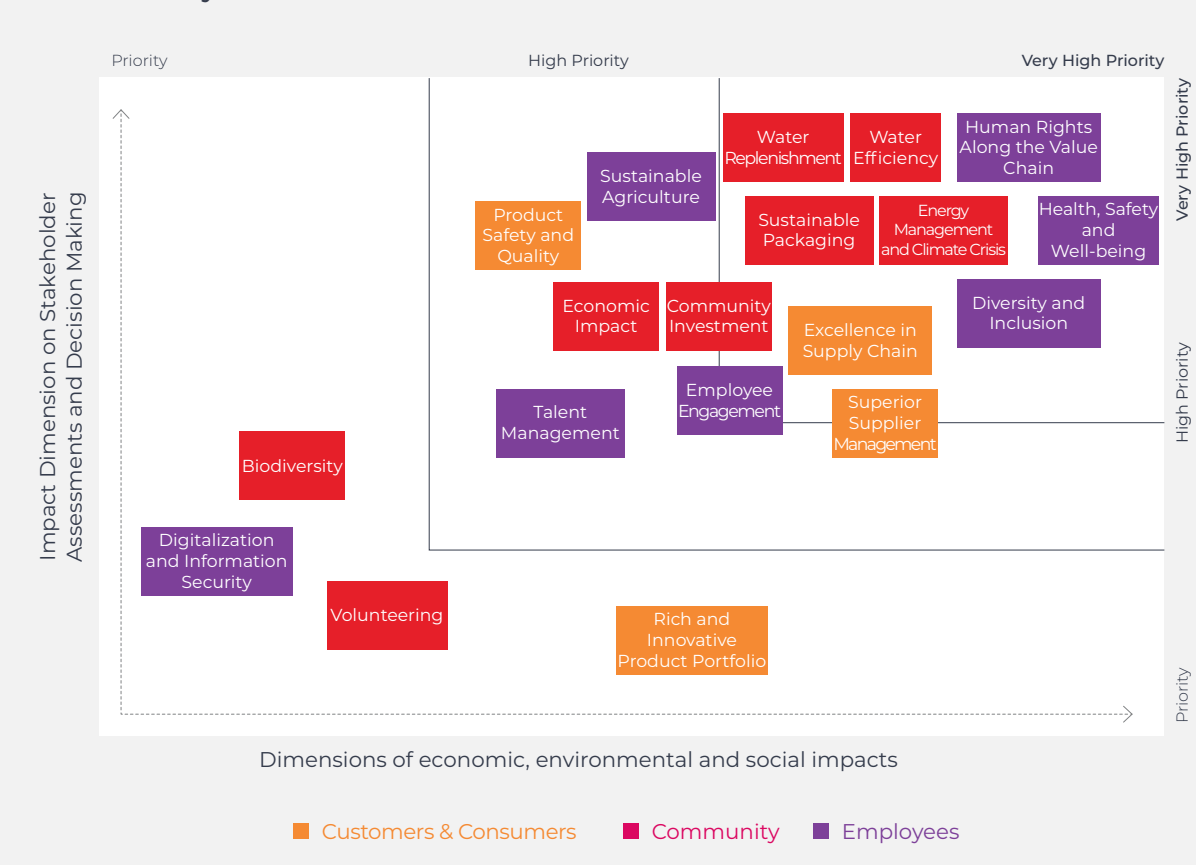 Priority
High Priority
Very High Priority
Very High Priority
High Priority
Priority
Impact Dimension on Stakeholder
Assessments and Decision Making
Water
Replenishment
Water
Efficiency
Human Rights
Along the Value
Chain
Sustainable
Agriculture
Product
Safety and
Quality
Sustainable
Packaging
Energy
Management
and Climate Crisis
Health, Safety
and
Well-being
Economic
Impact
Community
Investment
Excellence in
Supply Chain
Diversity and
Inclusion
Talent
Management
Employee
Engagement
Superior
Supplier
Management
Biodiversity
Digitalization
and Information
Security
Volunteering
Rich and
Innovative
Product Portfolio
Dimensions of economic, environmental and social impacts
Customers & Consumers
Community
Employees